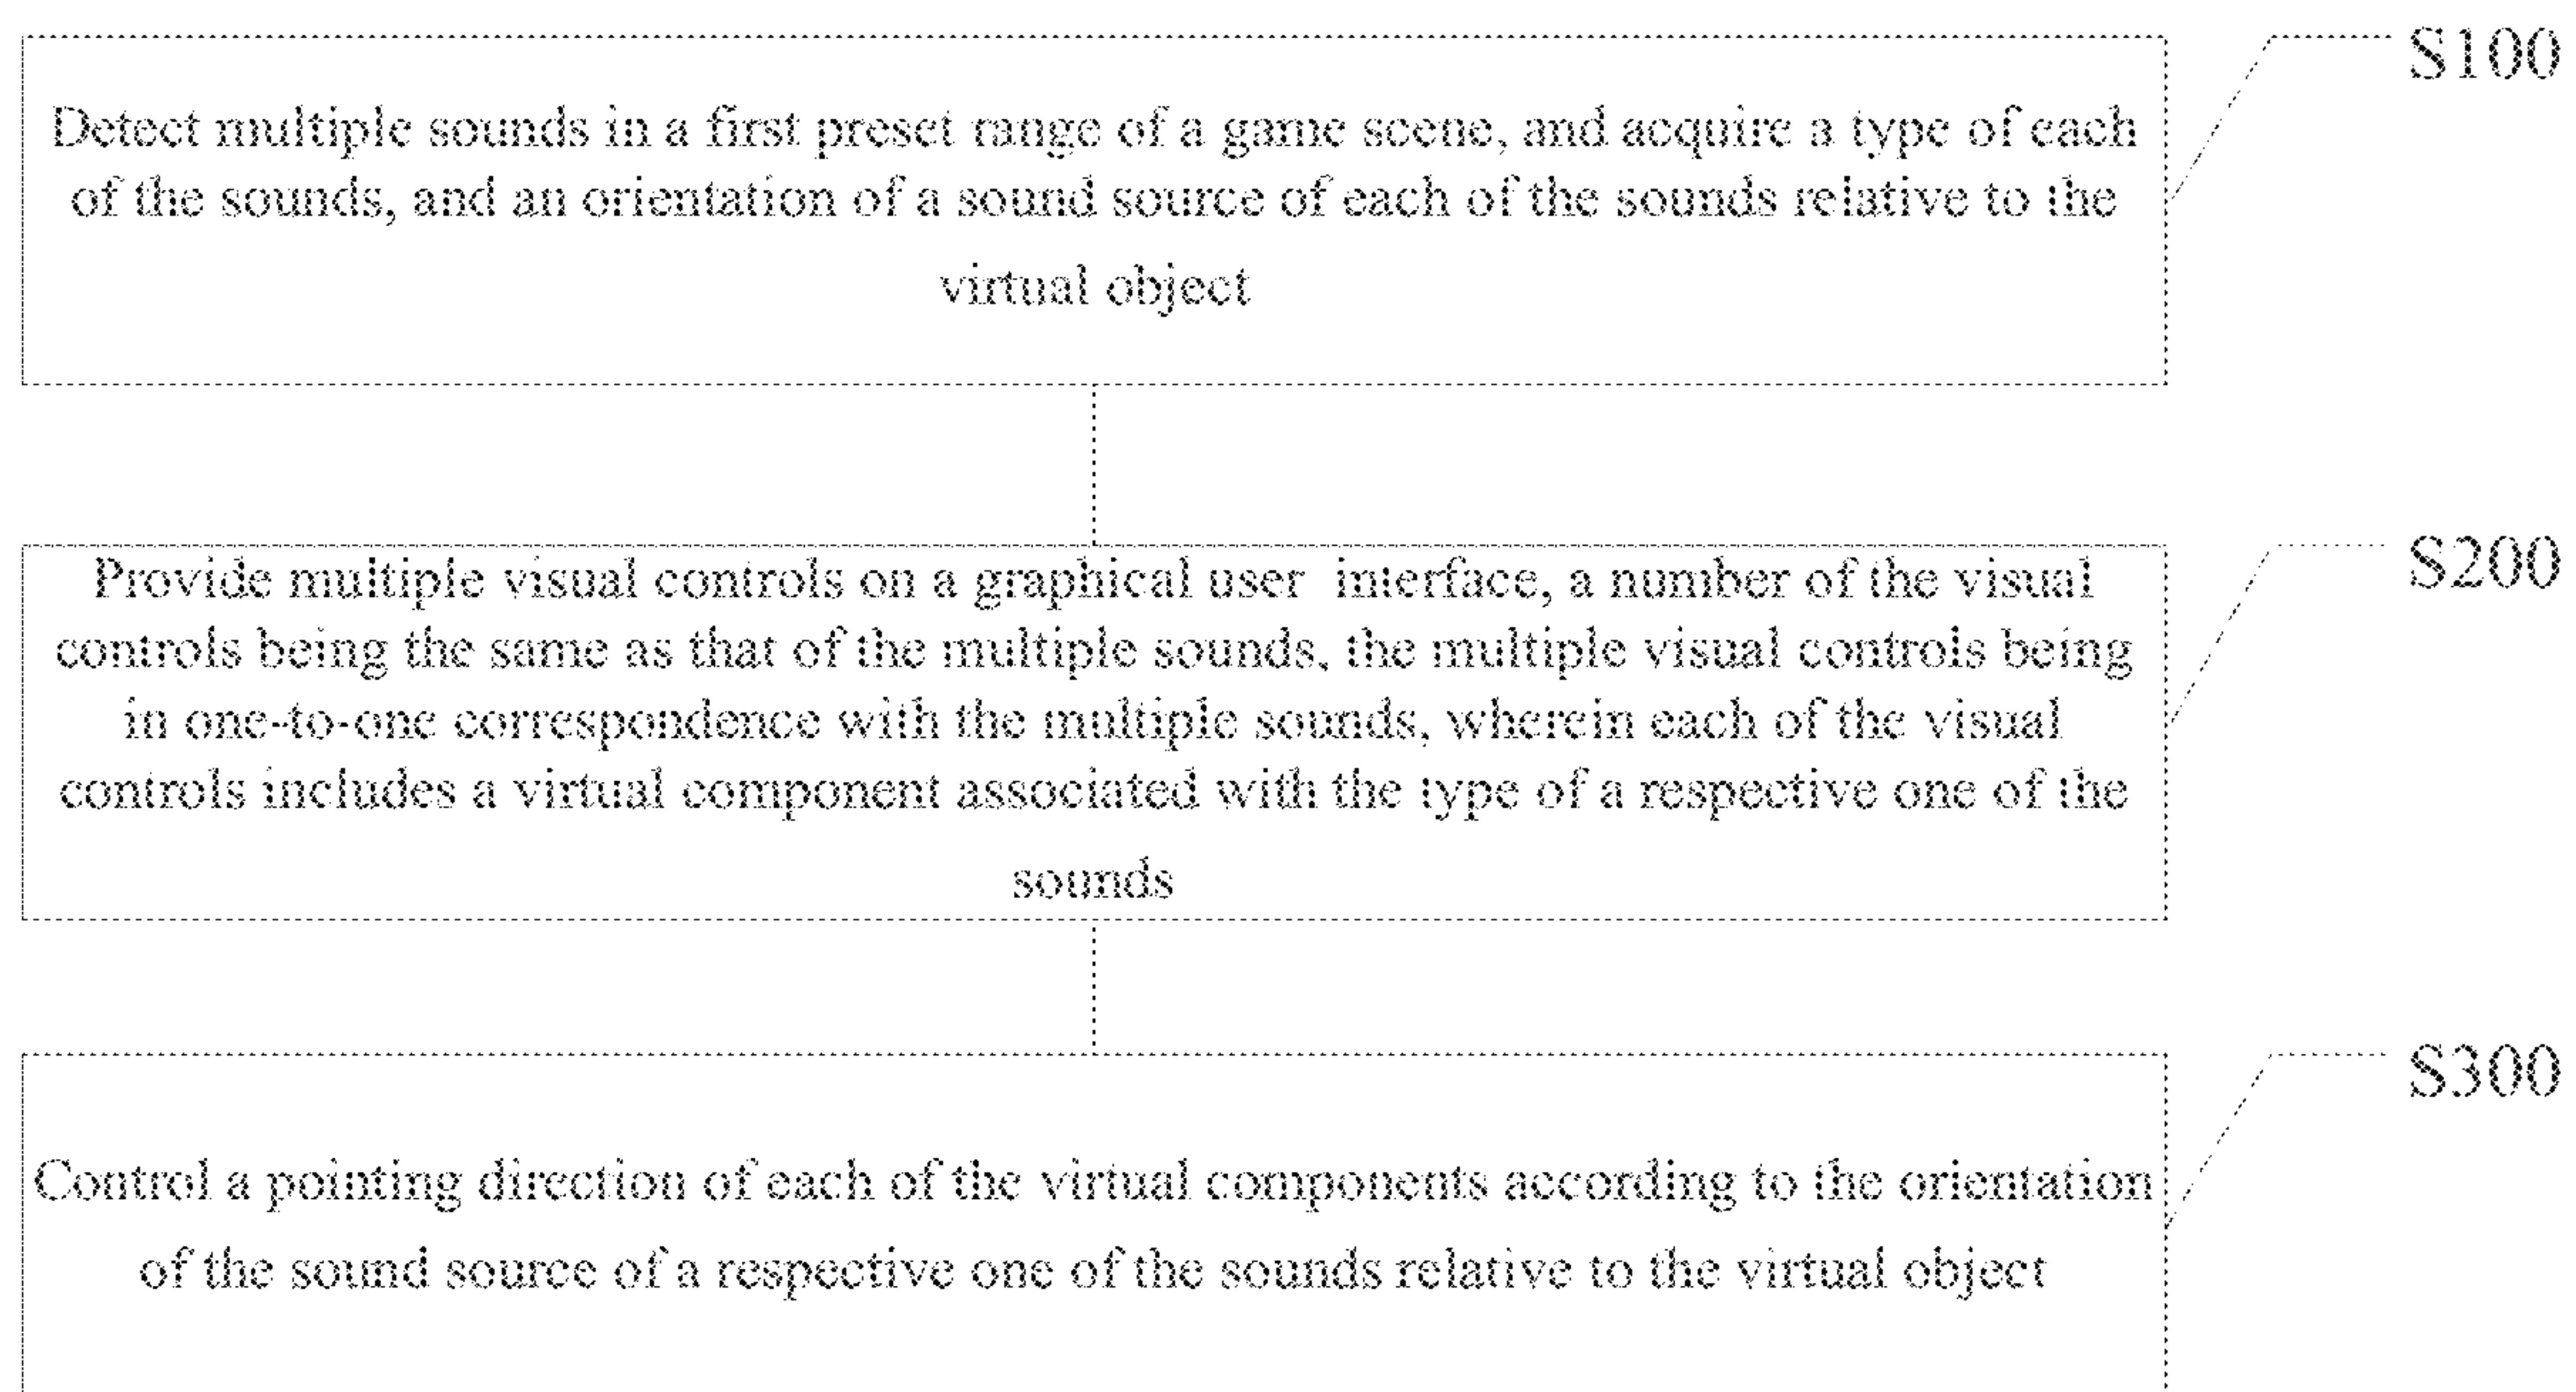 S100
Detect multiple sounds in a first preset range of a game scene, and acquire a type of each
of the sounds, and an orientation of a sound source of each of the sounds relative to the
virtual object
S200
Provide multiple visual controls on a graphical user interface, a number of the visual
controls being the same as that of the multiple sounds, the multiple visual controls being
in one-to-one correspondence with the multiple sounds, wherein each of the visual
controls includes a virtual component associated with the type of a respective one of the
sounds
S300
Control a pointing direction of each of the virtual components according to the orientation
of the sound source of a respective one of the sounds relative to the virtual object